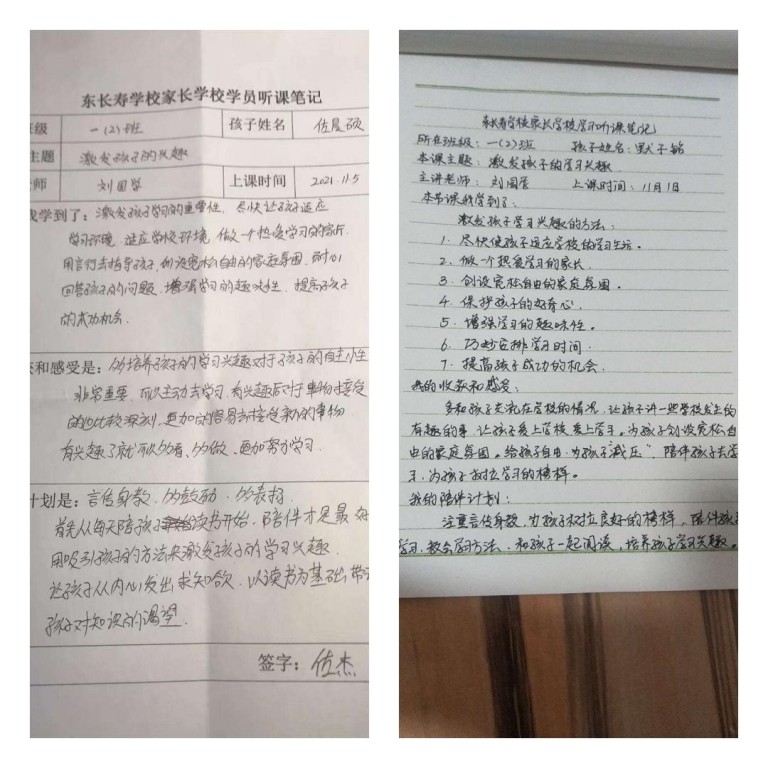 东长寿学校家长学校学员听课笔记
级 一(2)班 孩子姓名 佐晨硕
主题 激发孩子的兴趣
师 刘国 上课时间 2021.11.5
学到了：激发孩子学习的重要性，尽快让孩子适应
学习环境，适应学校环境，做一个热爱学习的家长，
用言行去指导孩子，创设宽松自由的家庭氛围，耐心
回答孩子的问题，增强学习的趣味性，提高孩子
的成功机会。
和感受是：多培养孩子的学习兴趣对于孩子的自主
非常重要，可以主动去学习，有兴趣后对于事物接受
的比较深刻，更加的容易接受新的事物
有兴趣了就可以多看、多做、更加努力学习。
计划是：言传身教，多鼓励，多表扬
首先从每天陪孩子读书开始，陪伴才是最好
用吸引孩子的方法来激发孩子的学习兴趣
让孩子从内心发出求知欲，以读书为基础，带
孩子对知识的渴望。
签字：佐杰
东长寿学校家长学校学习听课笔记
所在班级：一(2)班 孩子姓名：子
本课主题：激发孩子的学习兴趣
主讲老师：刘国 上课时间：11月1日
本节课我学到了：
激发孩子学习兴趣的方法：
1. 尽快使孩子适应学校的学习生活。
2. 做一个热爱学习的家长。
3. 创设宽松自由的家庭氛围。
4. 保护孩子的好奇心。
5. 增强学习的趣味性。
6. 巧妙安排学习时间。
7. 提高孩子成功的机会。
我的收获和感受：
多和孩子交流在学校的情况，让孩子讲一些学校发生的
有趣的事，让孩子爱上学校爱上学习。为孩子创设宽松自
由的家庭氛围。给孩子自由，为孩子“减压”，陪伴孩子去学
习，为孩子树立学习的榜样。
我的陪伴计划：
注重言传身教，为孩子树立良好的榜样，陪伴孩子
学习，教会学习方法，和孩子一起阅读，培养孩子学习兴趣。